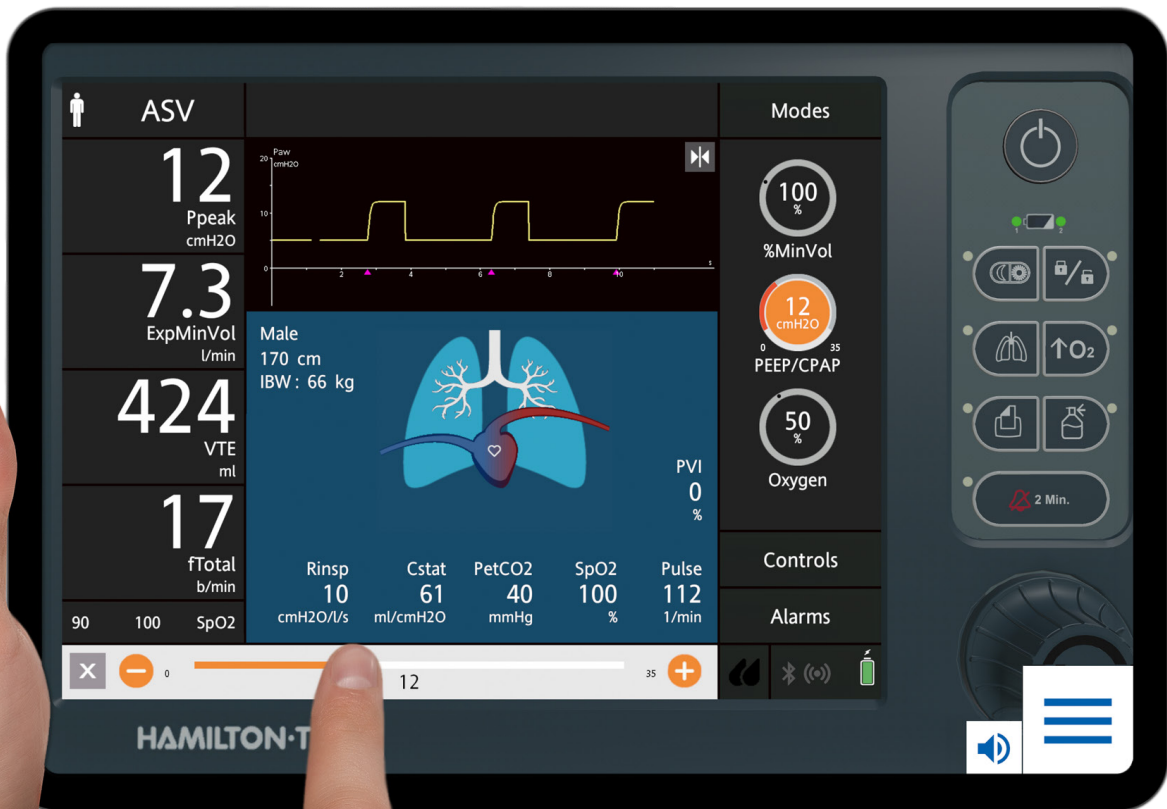 ASV
Modes
12
Ppeak
cmH2O
7.3
ExpMinVol
l/min
424
VTE
ml
17
fTotal
b/min
90 100 SpO2
Paw
cmH2O
20
10
0
2 4 6 8 10 s
Male
170 cm
IBW : 66 kg
PVI
0
%
Rinsp Cstat PetCO2 SpO2 Pulse
10 61 40 100 112
cmH2O/l/s ml/cmH2O mmHg % 1/min
100
%
%MinVol
12
cmH2O
0 35
PEEP/CPAP
50
%
Oxygen
Controls
Alarms
X 0 12 35
1 2
↑O2
2 Min.
HAMILTON·T